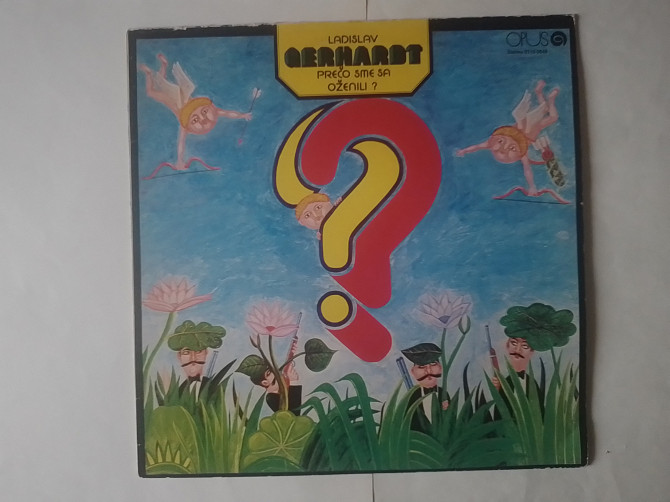 LADISLAV
GERHARDT
PREČO SME SA
OŽENILI ?
OPUS